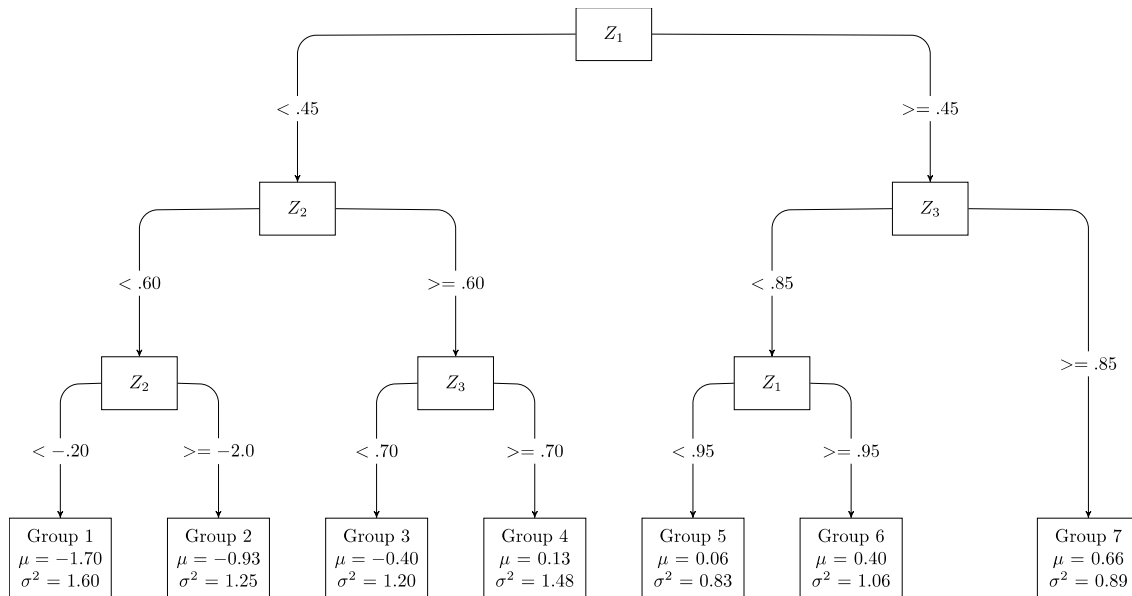 Z₁
< .45
>= .45
Z₂
Z₃
< .60
>= .60
< .85
>= .85
Z₂
Z₃
Z₁
< −.20
>= −2.0
< .70
>= .70
< .95
>= .95
Group 1
μ = −1.70
σ² = 1.60
Group 2
μ = −0.93
σ² = 1.25
Group 3
μ = −0.40
σ² = 1.20
Group 4
μ = 0.13
σ² = 1.48
Group 5
μ = 0.06
σ² = 0.83
Group 6
μ = 0.40
σ² = 1.06
Group 7
μ = 0.66
σ² = 0.89